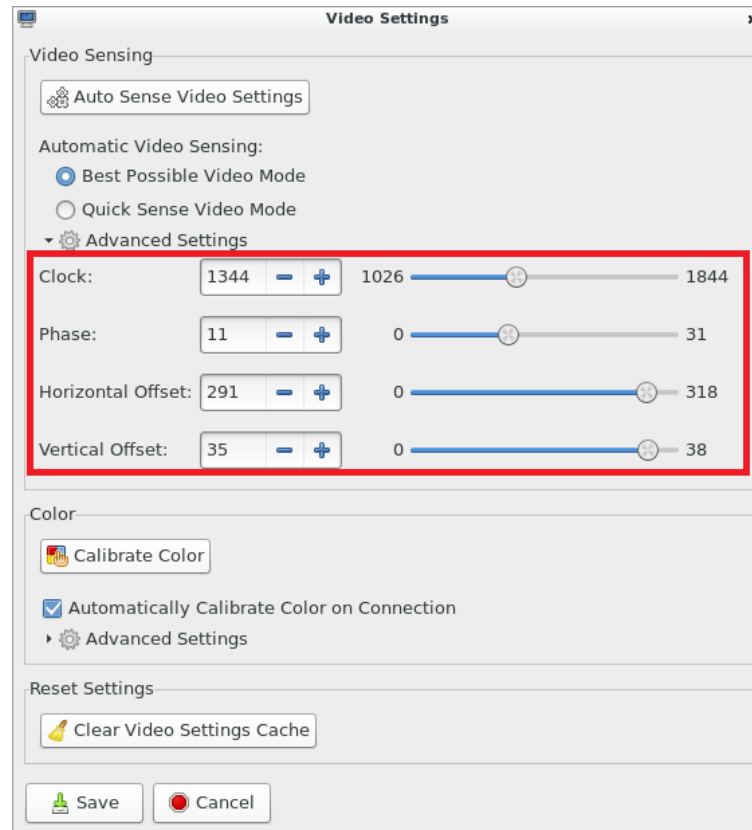 Video Settings
Video Sensing
Auto Sense Video Settings
Automatic Video Sensing:
Best Possible Video Mode
Quick Sense Video Mode
Advanced Settings
Clock: 1344 1026 1844
Phase: 11 0 31
Horizontal Offset: 291 0 318
Vertical Offset: 35 0 38
Color
Calibrate Color
Automatically Calibrate Color on Connection
Advanced Settings
Reset Settings
Clear Video Settings Cache
Save Cancel